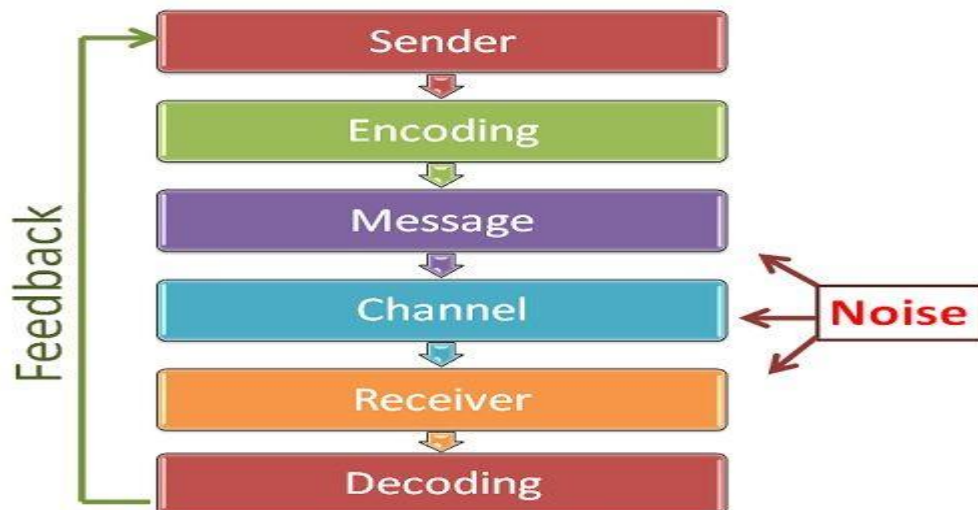 Sender
Encoding
Message
Channel
Receiver
Decoding
Feedback
Noise